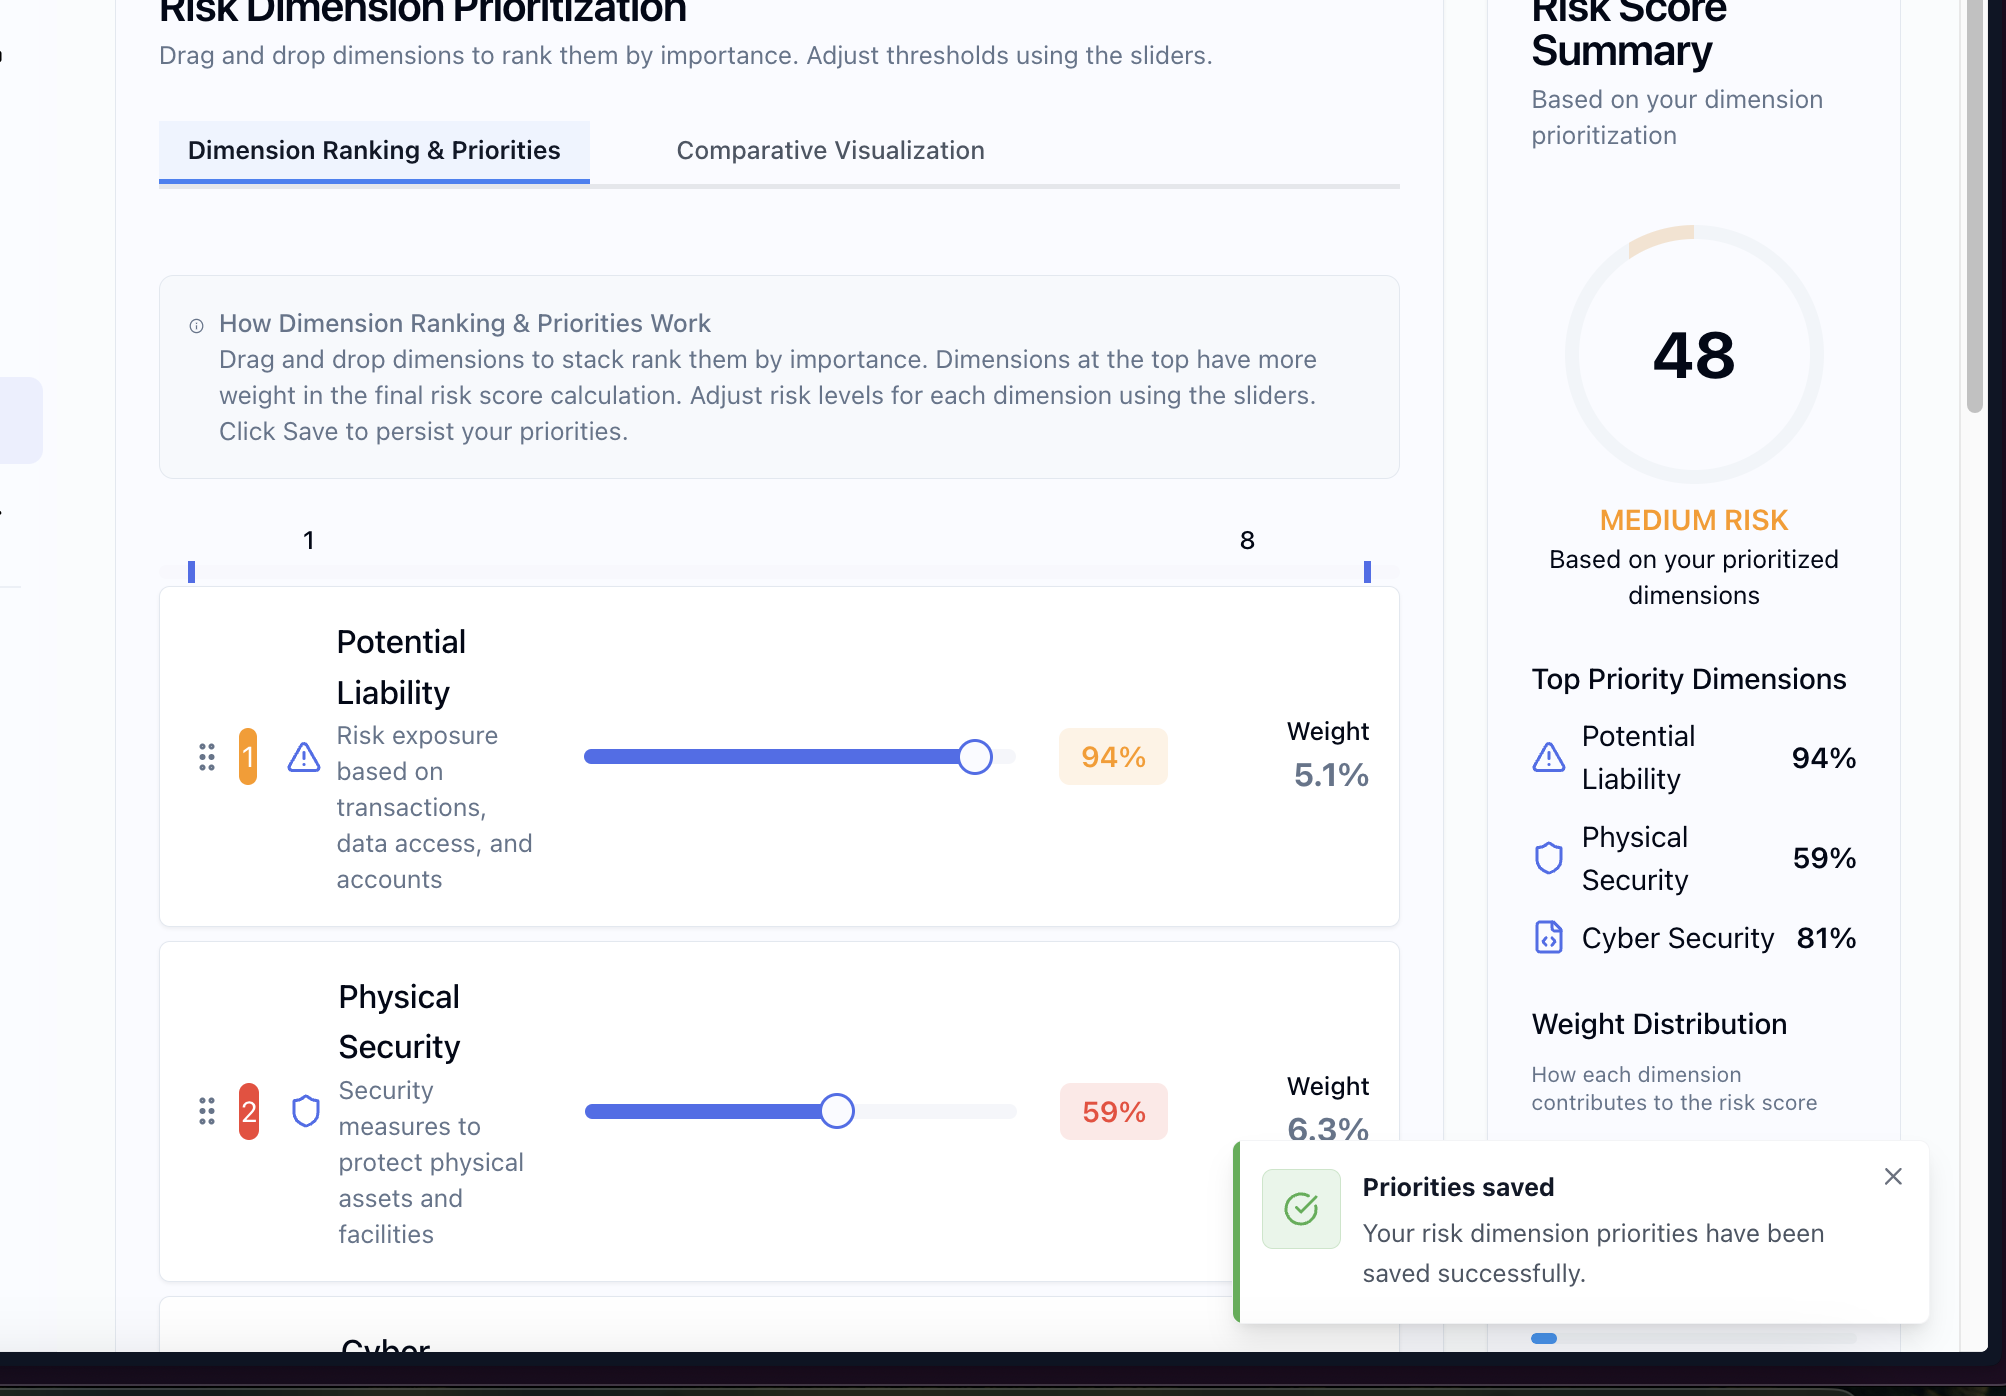 Risk Dimension Prioritization
Drag and drop dimensions to rank them by importance. Adjust thresholds using the sliders.
Dimension Ranking & Priorities
Comparative Visualization
How Dimension Ranking & Priorities Work
Drag and drop dimensions to stack rank them by importance. Dimensions at the top have more
weight in the final risk score calculation. Adjust risk levels for each dimension using the sliders.
Click Save to persist your priorities.
1
8
1
Potential
Liability
Risk exposure
based on
transactions,
data access, and
accounts
94%
Weight
5.1%
2
Physical
Security
Security
measures to
protect physical
assets and
facilities
59%
Weight
6.3%
Cyber
Risk Score
Summary
Based on your dimension
prioritization
48
MEDIUM RISK
Based on your prioritized
dimensions
Top Priority Dimensions
Potential
Liability
94%
Physical
Security
59%
Cyber Security
81%
Weight Distribution
How each dimension
contributes to the risk score
Priorities saved
Your risk dimension priorities have been
saved successfully.